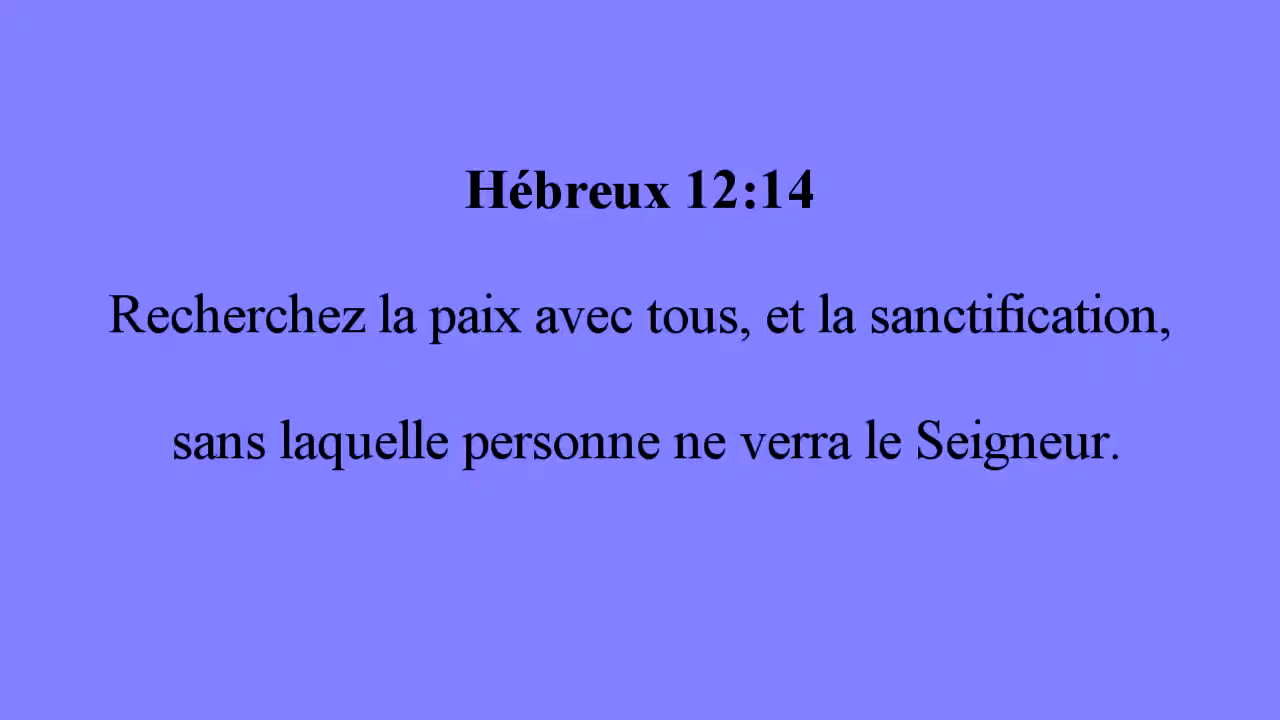 Hébreux 12:14
Recherchez la paix avec tous, et la sanctification,
sans laquelle personne ne verra le Seigneur.